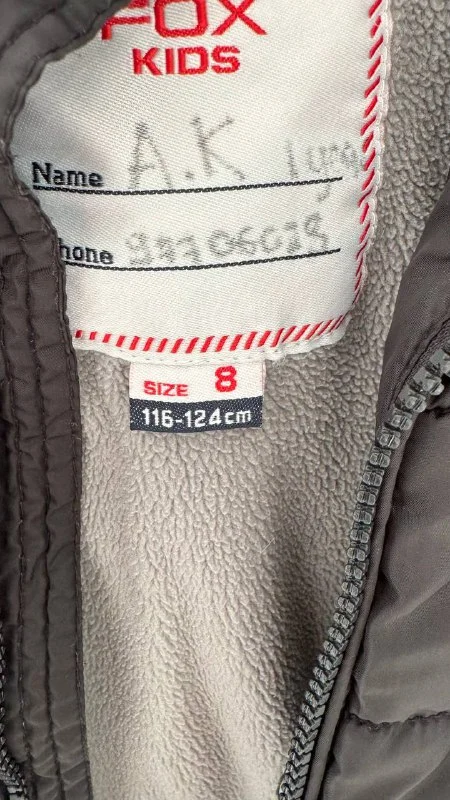 FOX
KIDS
Name A.K
hone
SIZE 8
116-124cm